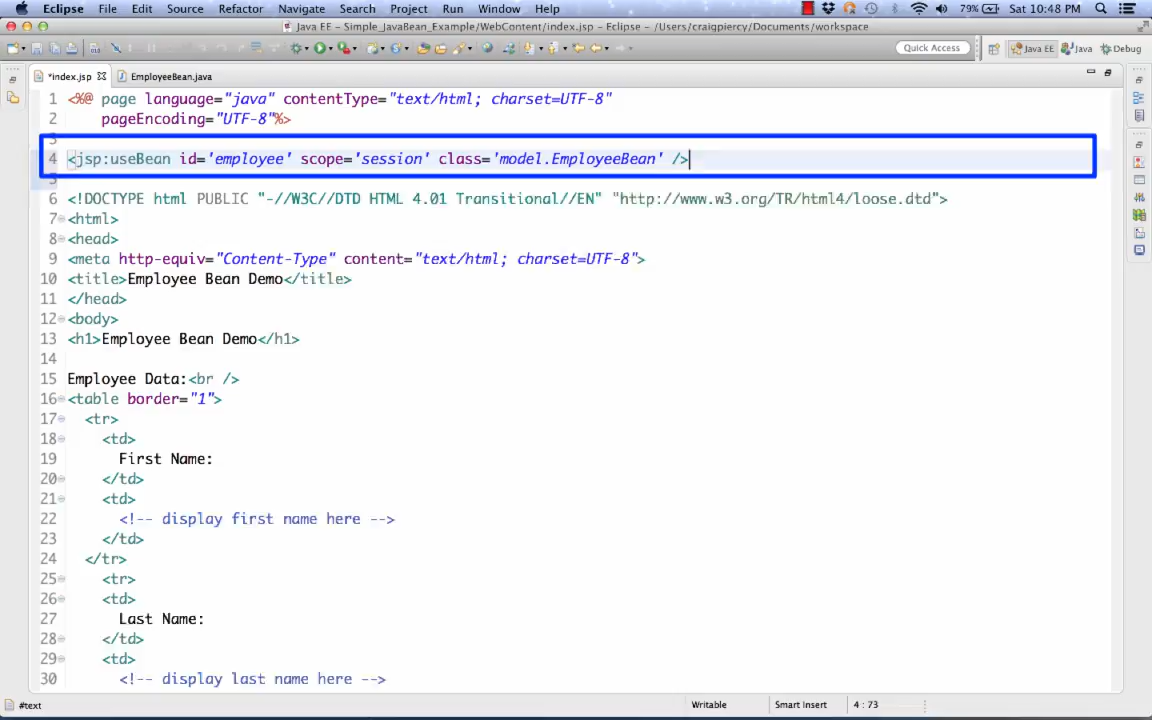 Eclipse File Edit Source Refactor Navigate Search Project Run Window Help 79% Sat 10:48 PM
Java EE - Simple_JavaBean_Example/WebContent/index.jsp - Eclipse - /Users/craigpiercy/Documents/workspace
Quick Access Java EE Java Debug
*index.jsp EmployeeBean.java
1 <%@ page language="java" contentType="text/html; charset=UTF-8"
2 pageEncoding="UTF-8"%>
3
4 <jsp:useBean id='employee' scope='session' class='model.EmployeeBean' />
5
6 <!DOCTYPE html PUBLIC "-//W3C//DTD HTML 4.01 Transitional//EN" "http://www.w3.org/TR/html4/loose.dtd">
7 <html>
8 <head>
9 <meta http-equiv="Content-Type" content="text/html; charset=UTF-8">
10 <title>Employee Bean Demo</title>
11 </head>
12 <body>
13 <h1>Employee Bean Demo</h1>
14
15 Employee Data:<br />
16 <table border="1">
17 <tr>
18 <td>
19 First Name:
20 </td>
21 <td>
22 <!-- display first name here -->
23 </td>
24 </tr>
25 <tr>
26 <td>
27 Last Name:
28 </td>
29 <td>
30 <!-- display last name here -->
#text Writable Smart Insert 4 : 73